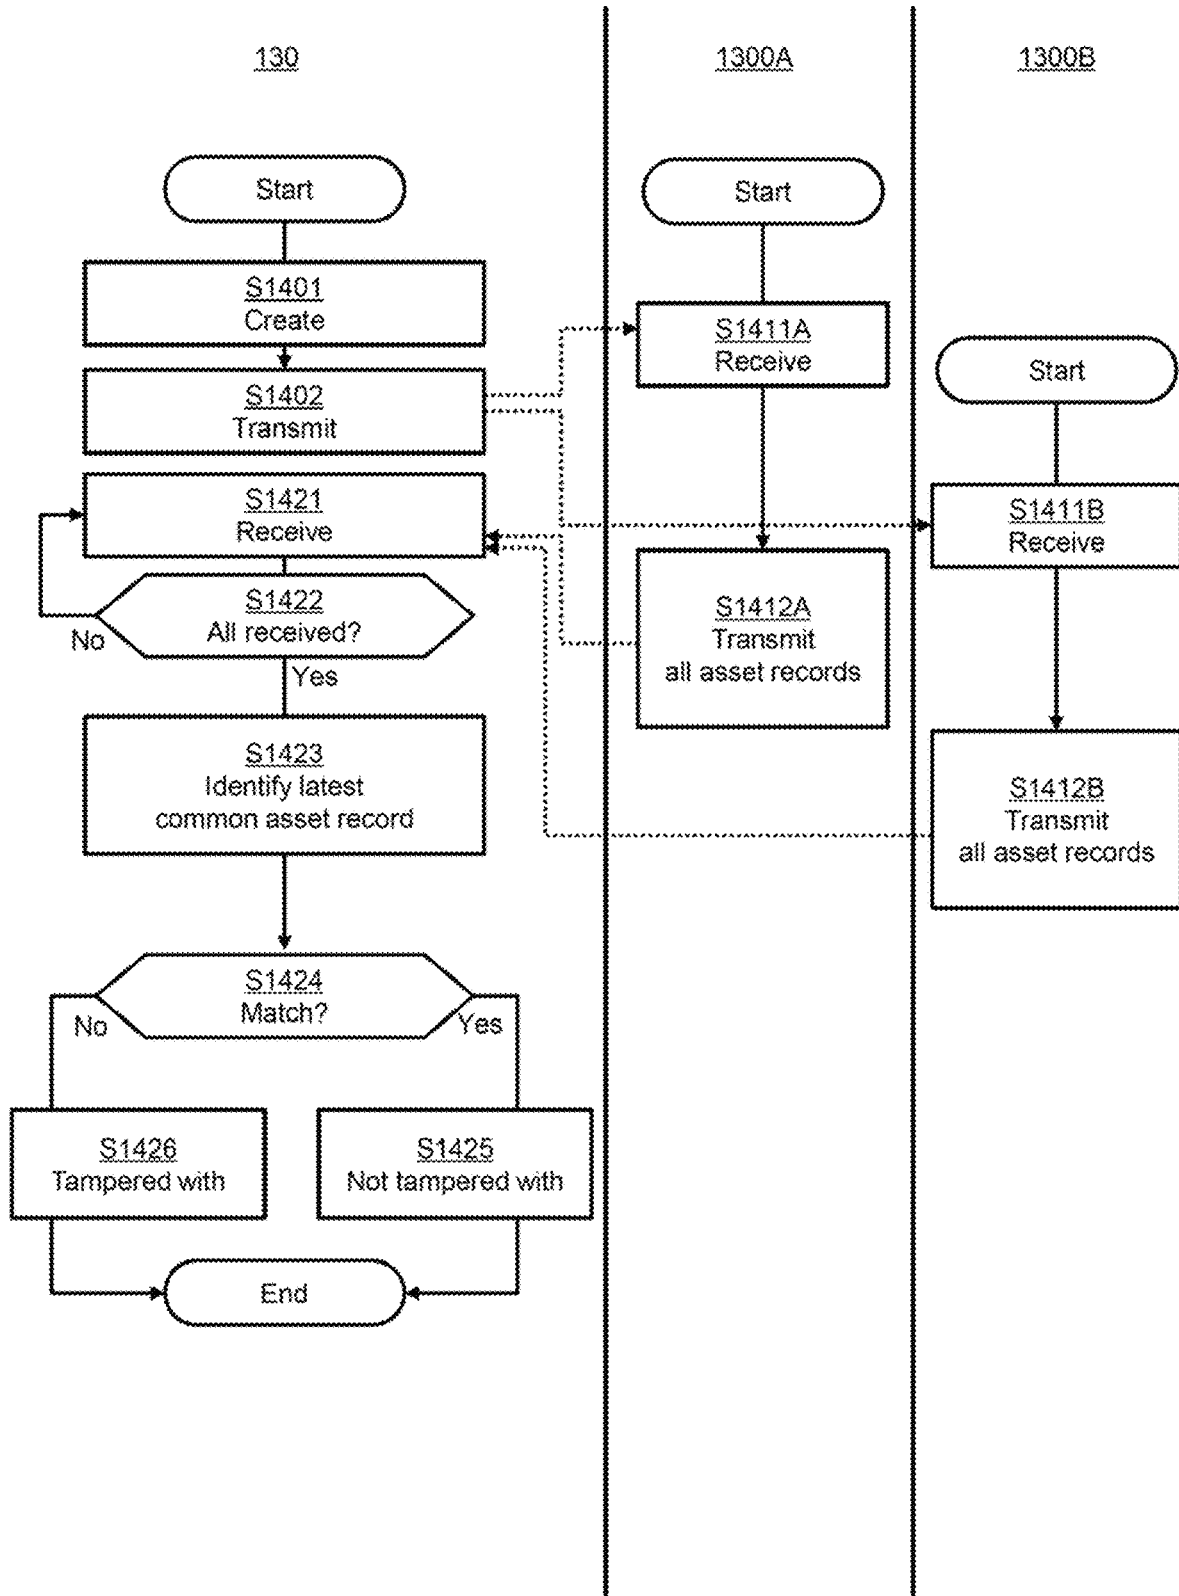 130
1300A
1300B
Start
S1401
Create
S1402
Transmit
S1421
Receive
S1422
All received?
No
Yes
S1423
Identify latest
common asset record
S1424
Match?
No
Yes
S1426
Tampered with
S1425
Not tampered with
End
Start
S1411A
Receive
S1412A
Transmit
all asset records
Start
S1411B
Receive
S1412B
Transmit
all asset records